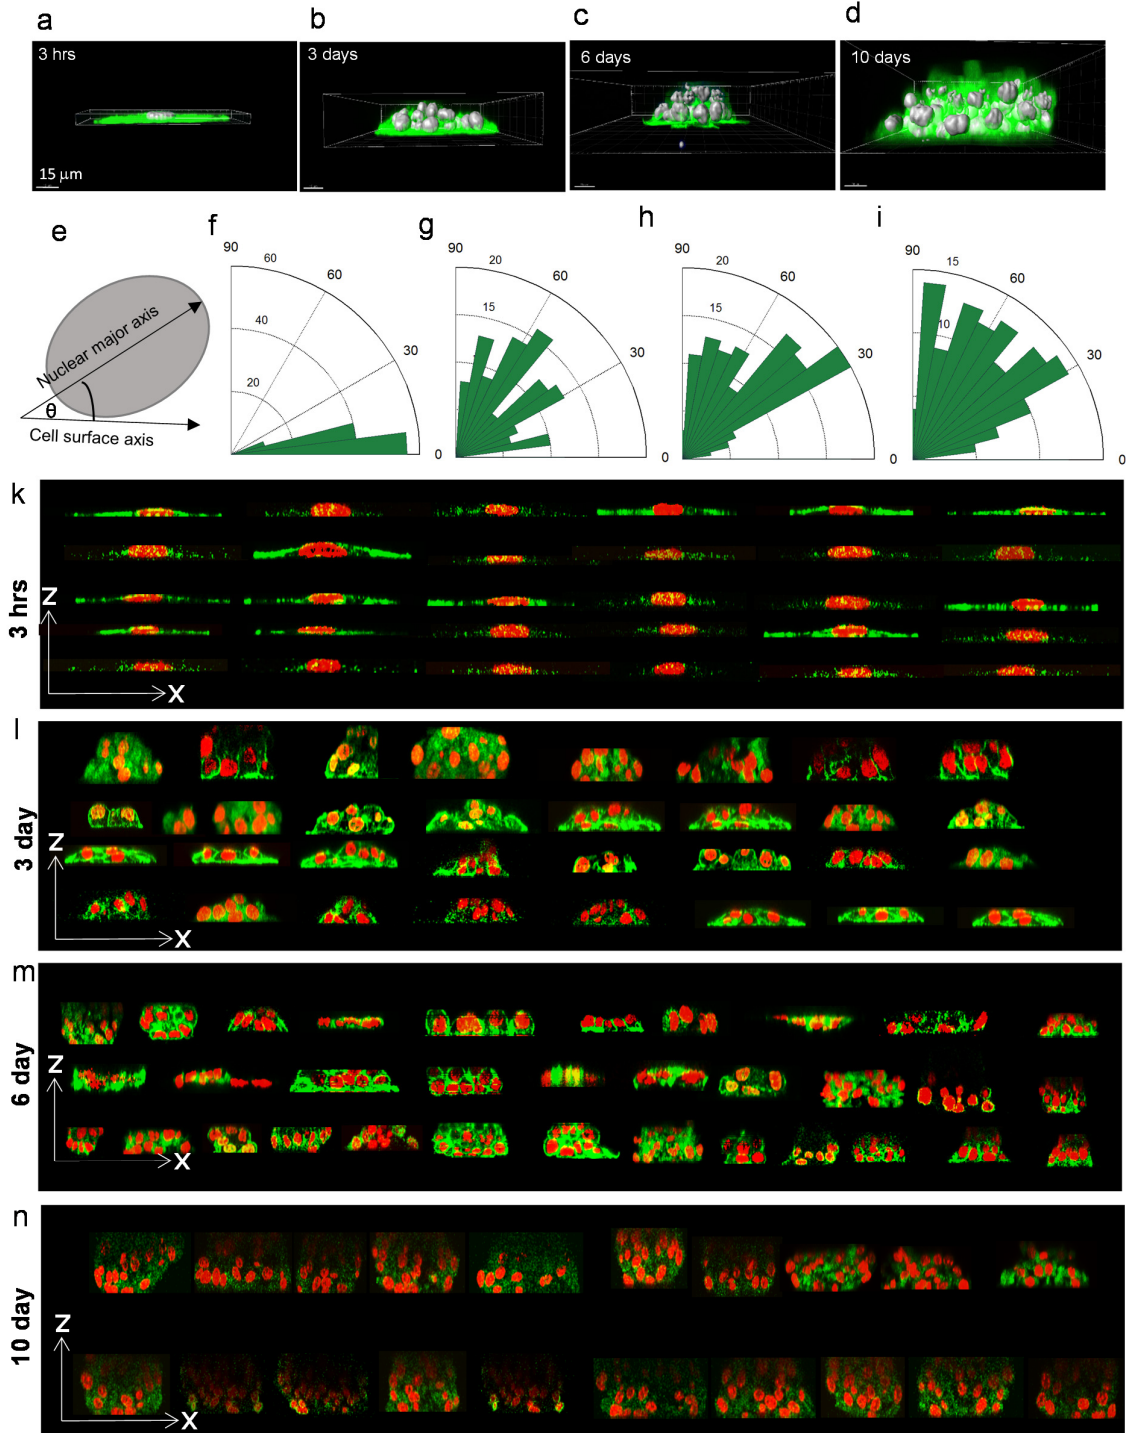 a
b
c
d
3 hrs
3 days
6 days
10 days
15 μm
e
f
g
h
i
Nuclear major axis
θ
Cell surface axis
90
60
60
40
20
30
0
90
20
60
15
30
0
90
20
60
15
30
0
90
15
60
10
30
0
k
3 hrs
Z
X
l
3 day
Z
X
m
6 day
Z
X
n
10 day
Z
X